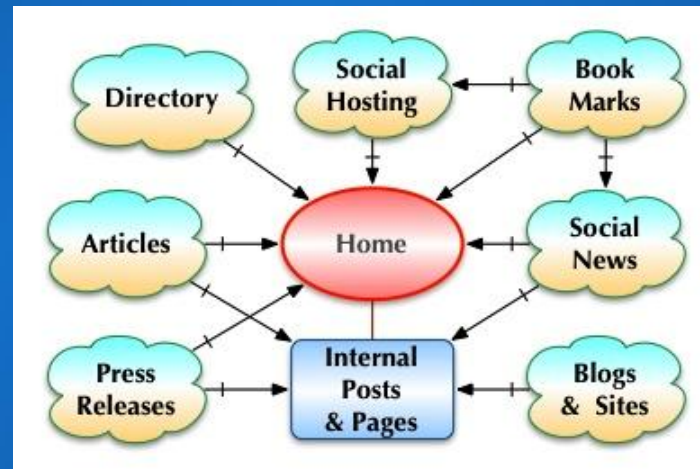 Directory
Social
Hosting
Book
Marks
Articles
Home
Social
News
Press
Releases
Internal
Posts
& Pages
Blogs
& Sites